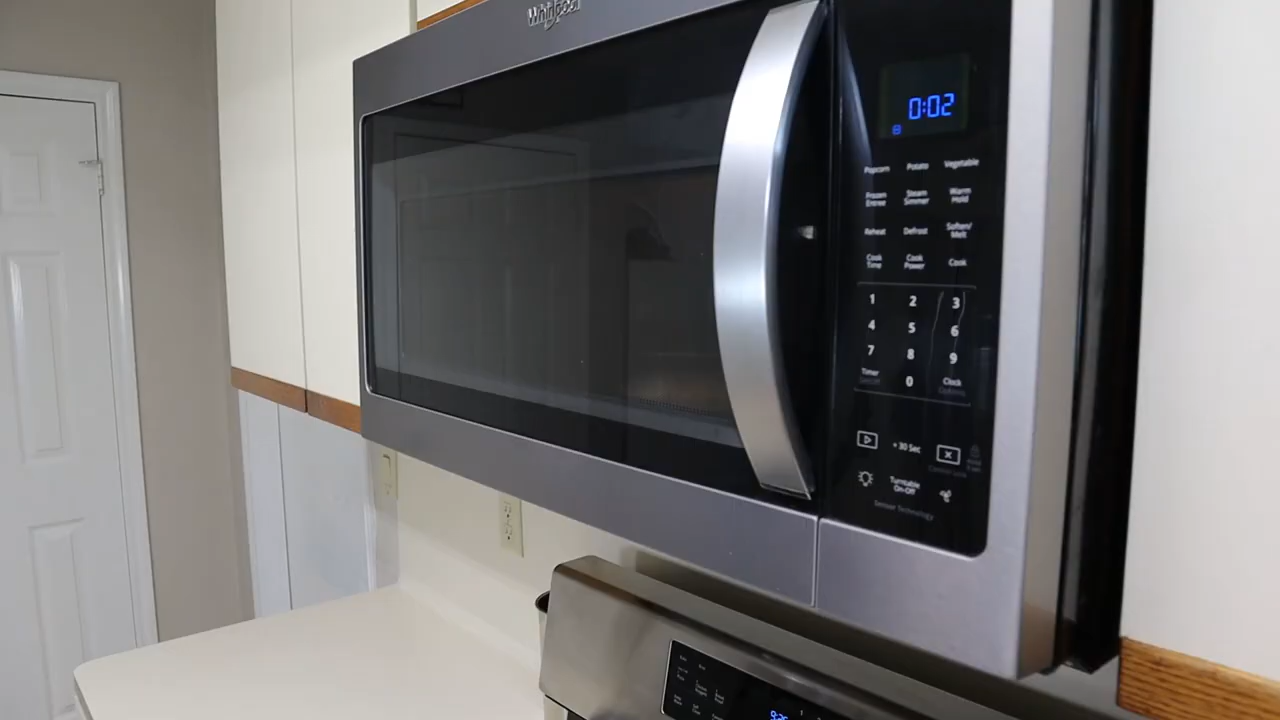 Whirlpool
0:02
Popcorn Potato Vegetable
Frozen Entree Steam Simmer Warm Hold
Reheat Defrost Soften/ Melt
Cook Time Cook Power Cook
1 2 3
4 5 6
7 8 9
Timer 0 Clock
+30 Sec
Turntable On-Off
Sensor Technology